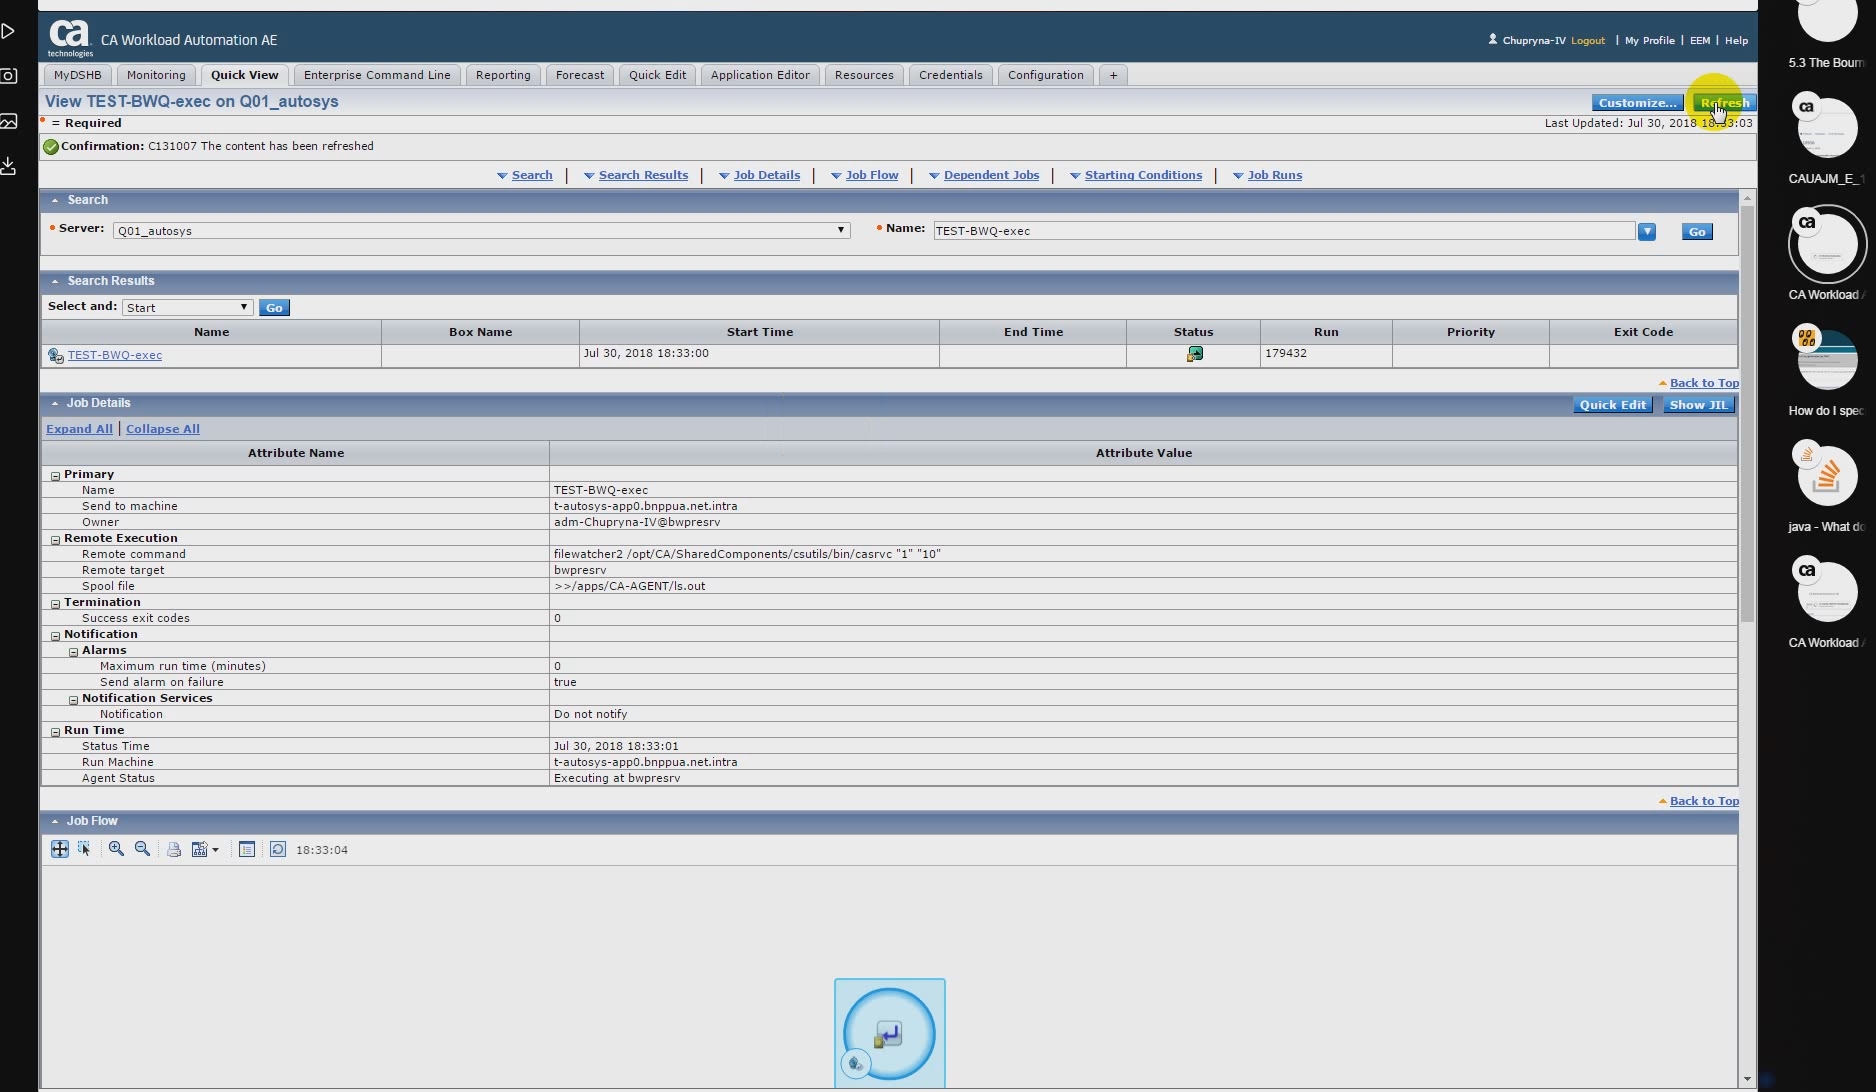 ca
technologies
CA Workload Automation AE
Chupryna-IV Logout | My Profile | EEM | Help
MyDSHB Monitoring Quick View Enterprise Command Line Reporting Forecast Quick Edit Application Editor Resources Credentials Configuration +
View TEST-BWQ-exec on Q01_autosys
Customize... Refresh
* = Required
Last Updated: Jul 30, 2018 18:33:03
Confirmation: C131007 The content has been refreshed
Search | Search Results | Job Details | Job Flow | Dependent Jobs | Starting Conditions | Job Runs
Search
Server: Q01_autosys Name: TEST-BWQ-exec Go
Search Results
Select and: Start Go
Name Box Name Start Time End Time Status Run Priority Exit Code
TEST-BWQ-exec Jul 30, 2018 18:33:00 179432
Back to Top
Job Details Quick Edit Show JIL
Expand All | Collapse All
Attribute Name Attribute Value
Primary
Name TEST-BWQ-exec
Send to machine t-autosys-app0.bnppua.net.intra
Owner adm-Chupryna-IV@bwpresrv
Remote Execution
Remote command filewatcher2 /opt/CA/SharedComponents/csutils/bin/casrvc "1" "10"
Remote target bwpresrv
Spool file >>/apps/CA-AGENT/ls.out
Termination
Success exit codes 0
Notification
Alarms
Maximum run time (minutes) 0
Send alarm on failure true
Notification Services
Notification Do not notify
Run Time
Status Time Jul 30, 2018 18:33:01
Run Machine t-autosys-app0.bnppua.net.intra
Agent Status Executing at bwpresrv
Back to Top
Job Flow
18:33:04
5.3 The Bourn
ca
CAUAJM_E_1
ca
CA Workload A
How do I spec
java - What do
ca
CA Workload A